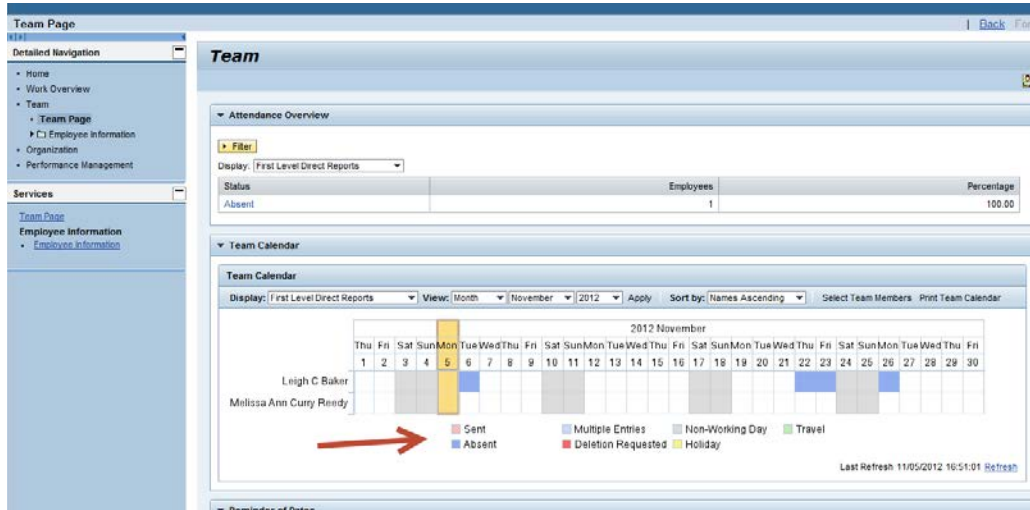 Team Page
Back
Detailed Navigation
Home
Work Overview
Team
Team Page
Employee Information
Organization
Performance Management
Services
Team Page
Employee Information
Employee Information
Team
Attendance Overview
Filter
Display: First Level Direct Reports
Status Employees Percentage
Absent 1 100.00
Team Calendar
Team Calendar
Display: First Level Direct Reports View: Month November 2012 Apply Sort by: Names Ascending Select Team Members Print Team Calendar
2012 November
Thu Fri Sat Sun Mon Tue Wed Thu Fri Sat Sun Mon Tue Wed Thu Fri Sat Sun Mon Tue Wed Thu Fri Sat Sun Mon Tue Wed Thu Fri
1 2 3 4 5 6 7 8 9 10 11 12 13 14 15 16 17 18 19 20 21 22 23 24 25 26 27 28 29 30
Leigh C Baker
Melissa Ann Curry Reedy
Sent Multiple Entries Non-Working Day Travel
Absent Deletion Requested Holiday
Last Refresh 11/05/2012 16:51:01 Refresh